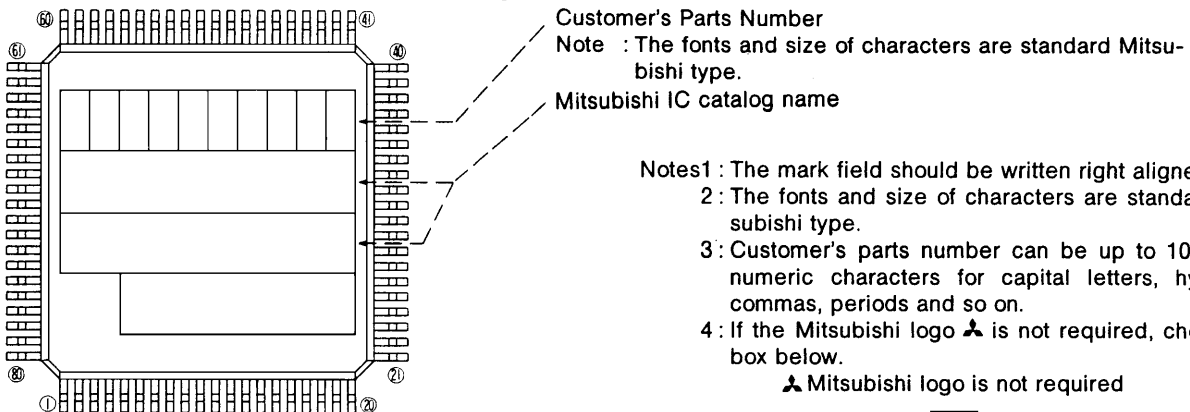 60 41
61 40
Customer's Parts Number
Note : The fonts and size of characters are standard Mitsu-
bishi type.
Mitsubishi IC catalog name
Notes1 : The mark field should be written right aligne
2 : The fonts and size of characters are standa
subishi type.
3 : Customer's parts number can be up to 10
numeric characters for capital letters, hy
commas, periods and so on.
4 : If the Mitsubishi logo is not required, che
box below.
Mitsubishi logo is not required
80 21
1 20